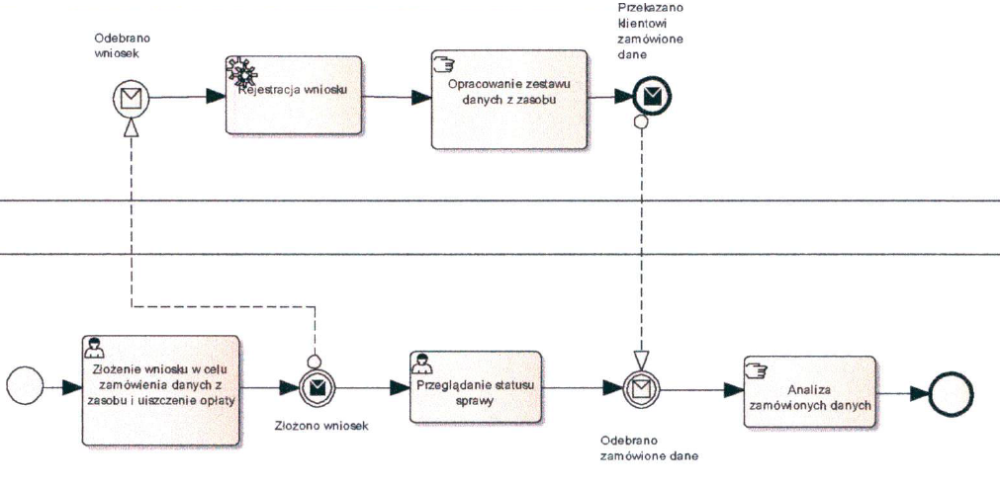 Przekazano
klientowi
zamówione
dane
Odebrano
wniosek
Rejestracja wniosku
Opracowanie zestawu
danych z zasobu
Złożenie wniosku w celu
zamówienia danych z
zasobu i uiszczenie opłaty
Złożono wniosek
Przeglądanie statusu
sprawy
Odebrano
zamówione dane
Analiza
zamówionych danych